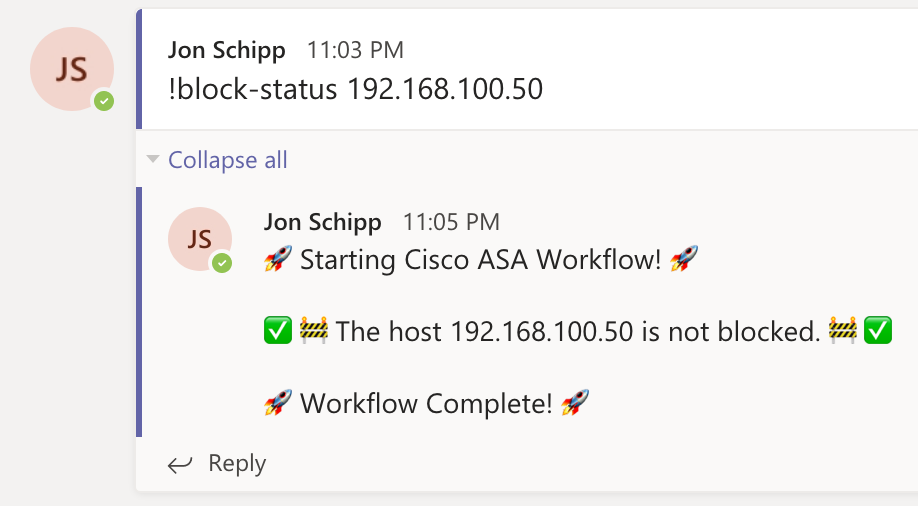 JS
Jon Schipp 11:03 PM
!block-status 192.168.100.50
Collapse all
JS
Jon Schipp 11:05 PM
🚀 Starting Cisco ASA Workflow! 🚀
✅ 🚧 The host 192.168.100.50 is not blocked. 🚧 ✅
🚀 Workflow Complete! 🚀
Reply